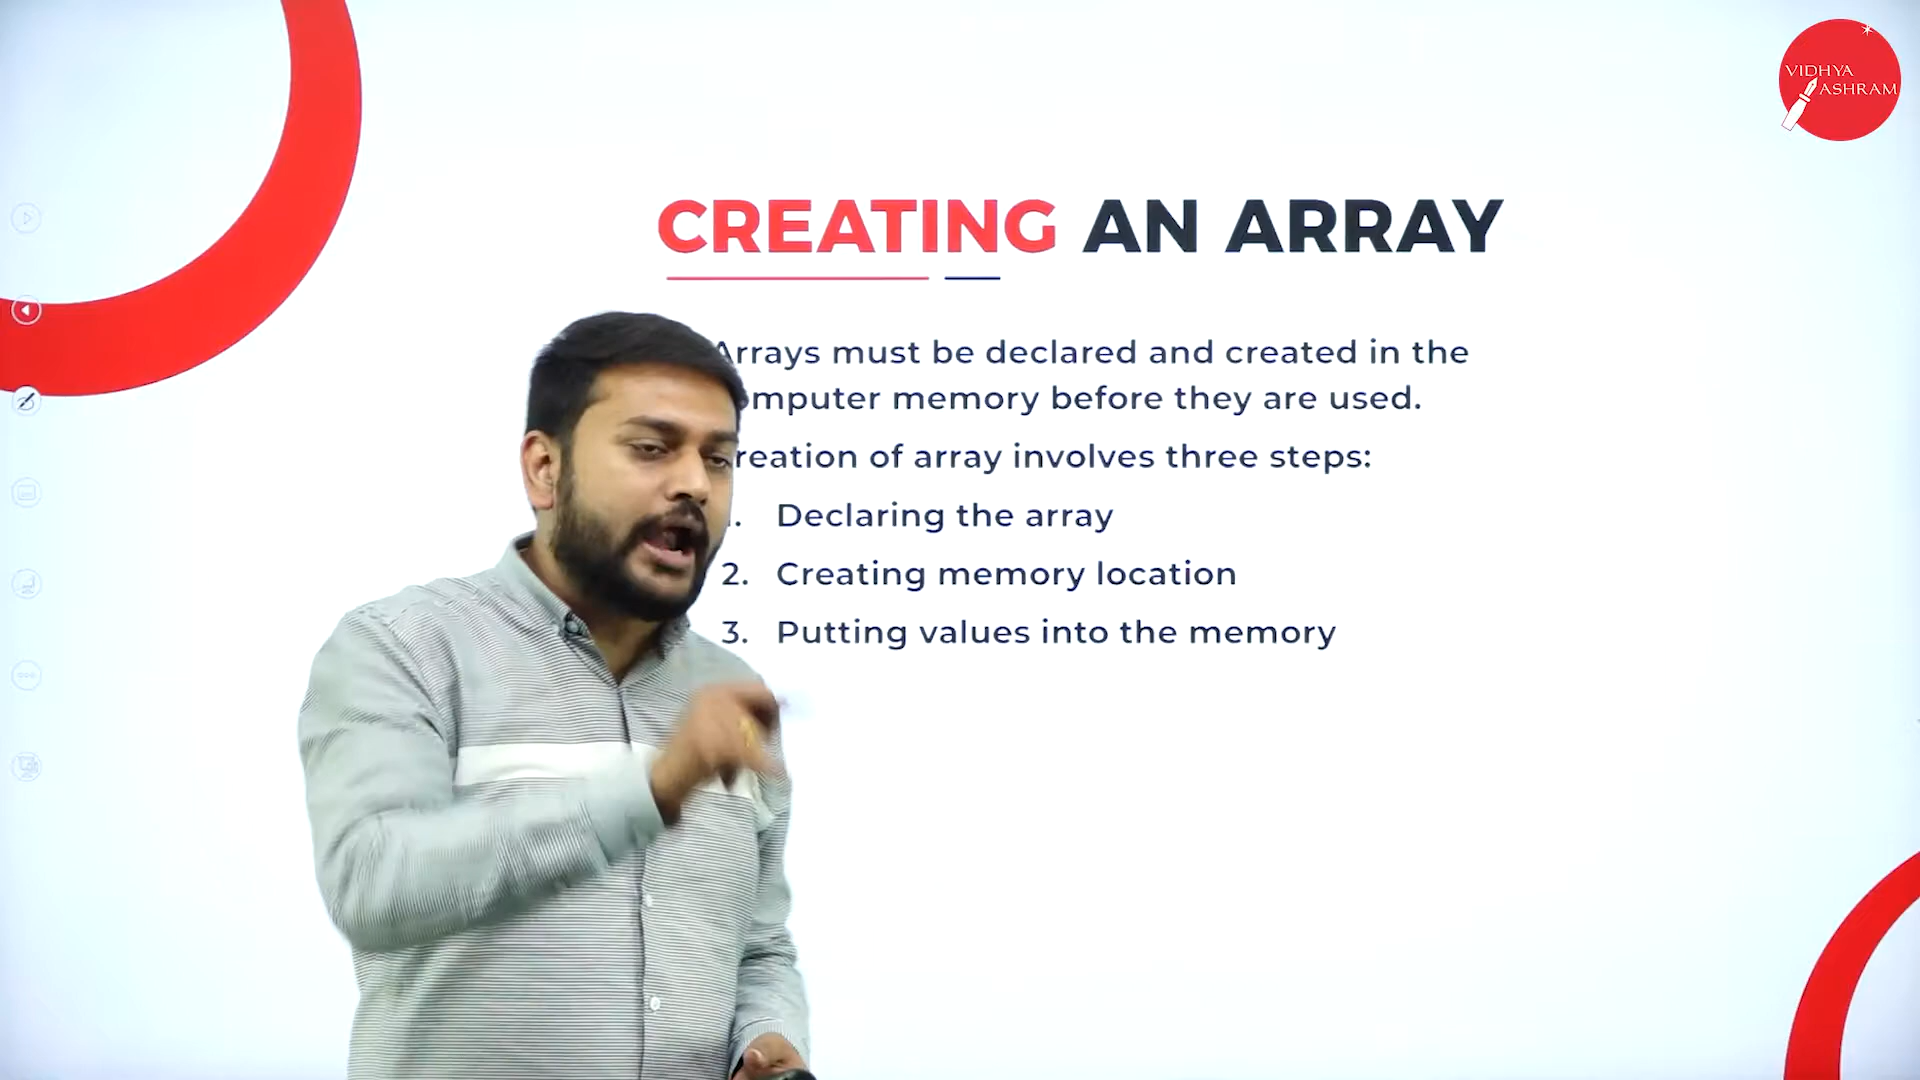 VIDHYA
ASHRAM
CREATING AN ARRAY
Arrays must be declared and created in the
mputer memory before they are used.
reation of array involves three steps:
. Declaring the array
2. Creating memory location
3. Putting values into the memory